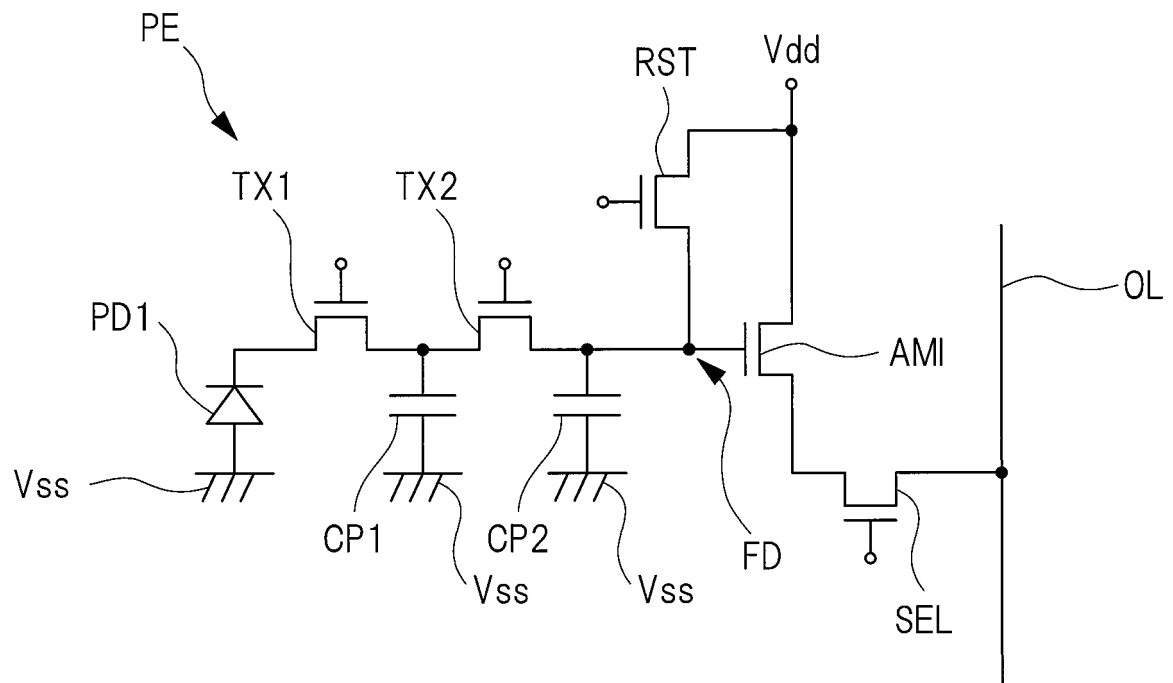 PE
RST
Vdd
TX1
TX2
OL
PD1
AMI
Vss
CP1
CP2
FD
Vss
Vss
SEL